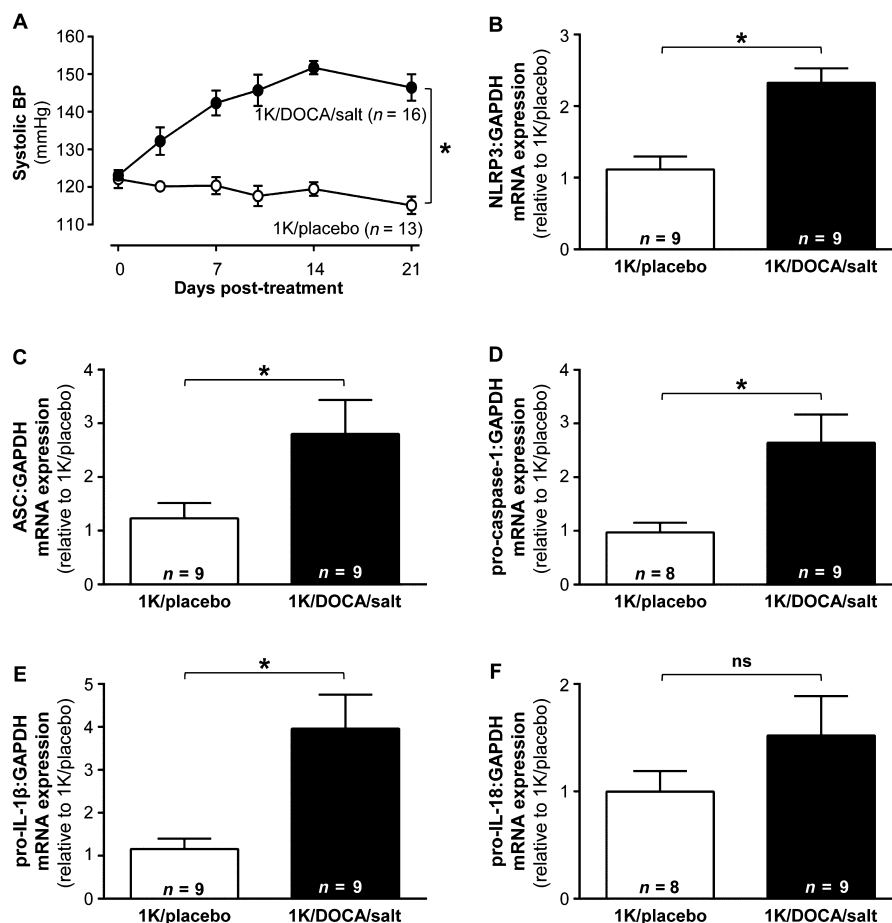 A
Systolic BP
(mmHg)
160
150
140
130
120
110
1K/DOCA/salt (n = 16)
*
1K/placebo (n = 13)
0 7 14 21
Days post-treatment
B
NLRP3:GAPDH
mRNA expression
(relative to 1K/placebo)
3
2
1
0
*
n = 9 n = 9
1K/placebo 1K/DOCA/salt
C
ASC:GAPDH
mRNA expression
(relative to 1K/placebo)
4
3
2
1
0
*
n = 9 n = 9
1K/placebo 1K/DOCA/salt
D
pro-caspase-1:GAPDH
mRNA expression
(relative to 1K/placebo)
4
3
2
1
0
*
n = 8 n = 9
1K/placebo 1K/DOCA/salt
E
pro-IL-1β:GAPDH
mRNA expression
(relative to 1K/placebo)
5
4
3
2
1
0
*
n = 9 n = 9
1K/placebo 1K/DOCA/salt
F
pro-IL-18:GAPDH
mRNA expression
(relative to 1K/placebo)
2
1
0
ns
n = 8 n = 9
1K/placebo 1K/DOCA/salt